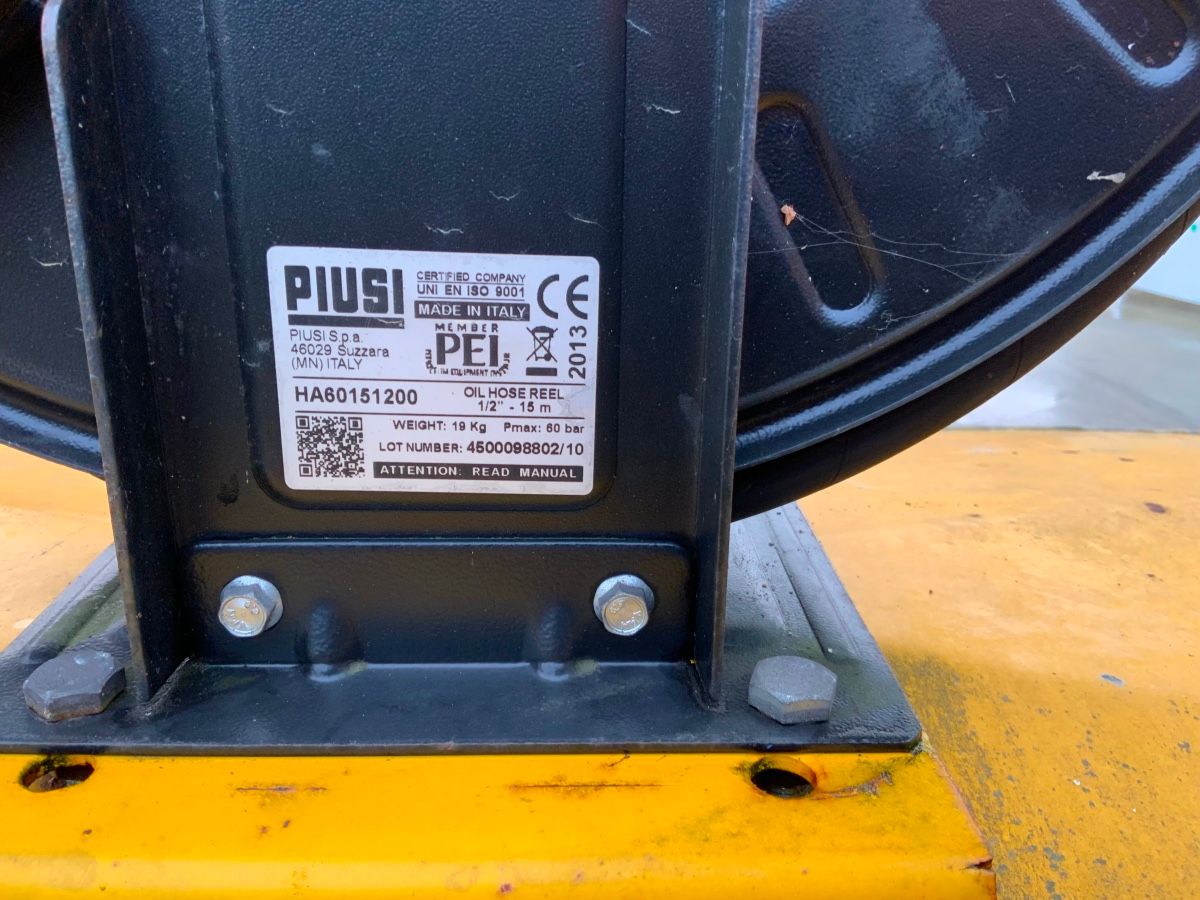 PIUSI
CERTIFIED COMPANY
UNI EN ISO 9001
MADE IN ITALY
CE
PIUSI S.p.a.
46029 Suzzara
(MN) ITALY
MEMBER
PEI
2013
HA60151200
OIL HOSE REEL
1/2" - 15 m
WEIGHT: 19 Kg Pmax: 60 bar
LOT NUMBER: 4500098802/10
ATTENTION: READ MANUAL